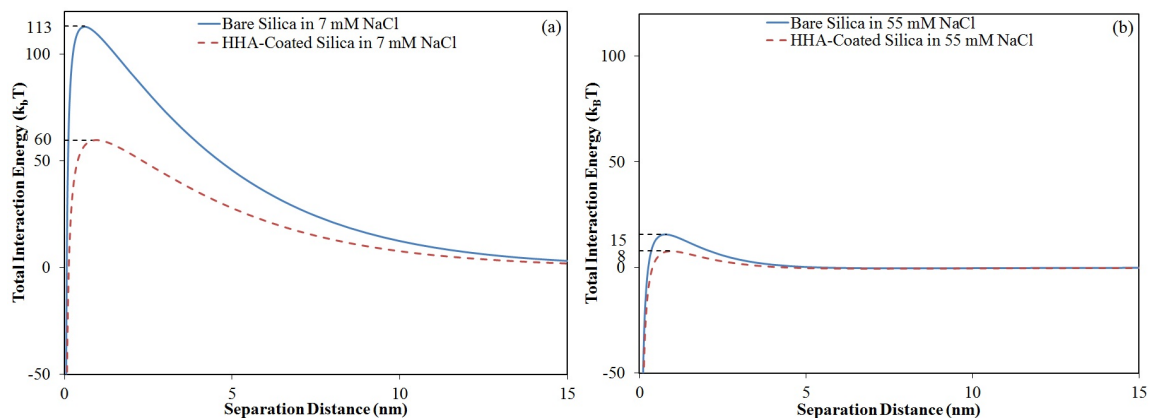 Bare Silica in 7 mM NaCl
HHA-Coated Silica in 7 mM NaCl
(a)
Total Interaction Energy (kbT)
113
100
60
50
0
-50
0
5
10
15
Separation Distance (nm)
Bare Silica in 55 mM NaCl
HHA-Coated Silica in 55 mM NaCl
(b)
Total Interaction Energy (kBT)
100
50
15
8
0
-50
0
5
10
15
Separation Distance (nm)